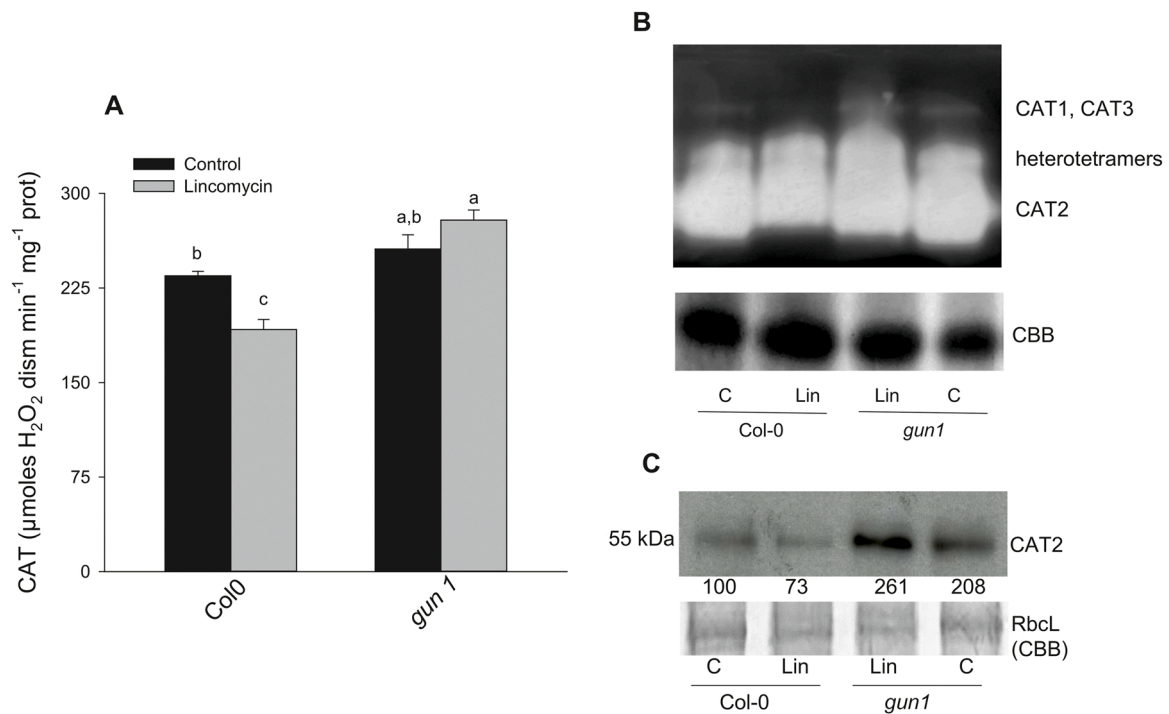 A
Control
Lincomycin
CAT (µmoles H₂O₂ dism min⁻¹ mg⁻¹ prot)
300
225
150
75
0
b
c
a,b
a
Col0
gun 1
B
CAT1, CAT3
heterotetramers
CAT2
CBB
C Lin Lin C
Col-0 gun1
C
55 kDa
CAT2
100 73 261 208
RbcL
(CBB)
C Lin Lin C
Col-0 gun1